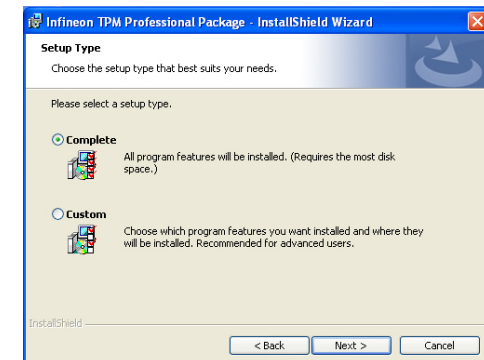 Infineon TPM Professional Package - InstallShield Wizard
Setup Type
Choose the setup type that best suits your needs.
Please select a setup type.
Complete
All program features will be installed. (Requires the most disk
space.)
Custom
Choose which program features you want installed and where they
will be installed. Recommended for advanced users.
InstallShield
< Back Next > Cancel